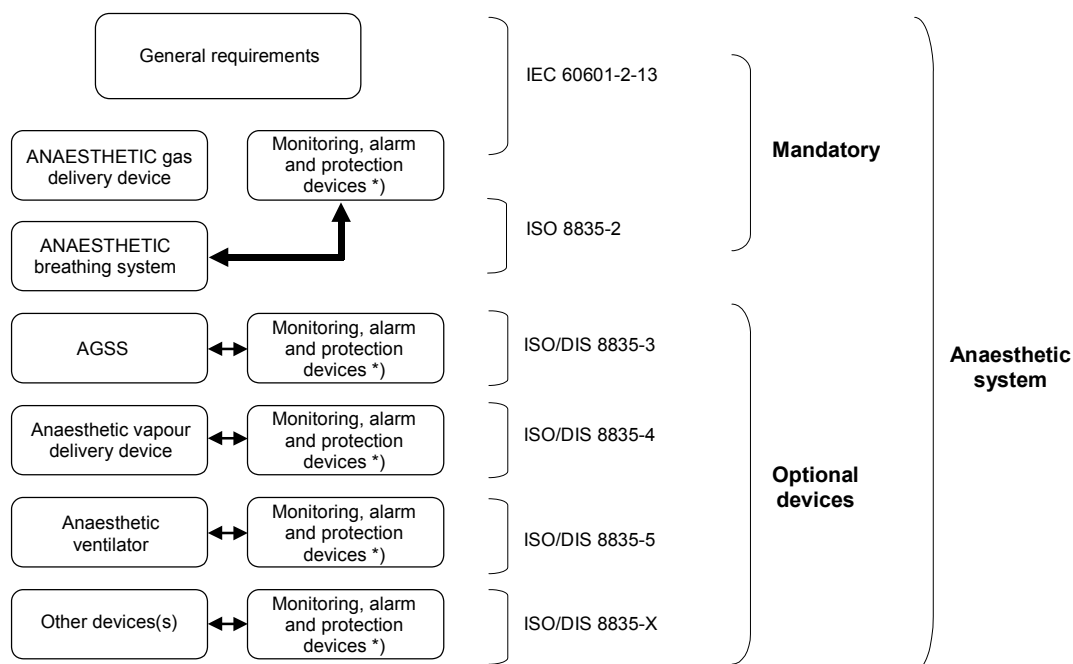 General requirements
IEC 60601-2-13
ANAESTHETIC gas
delivery device
Monitoring, alarm
and protection
devices *)
Mandatory
ANAESTHETIC
breathing system
ISO 8835-2
AGSS
Monitoring, alarm
and protection
devices *)
ISO/DIS 8835-3
Anaesthetic
system
Anaesthetic vapour
delivery device
Monitoring, alarm
and protection
devices *)
ISO/DIS 8835-4
Optional
devices
Anaesthetic
ventilator
Monitoring, alarm
and protection
devices *)
ISO/DIS 8835-5
Other devices(s)
Monitoring, alarm
and protection
devices *)
ISO/DIS 8835-X